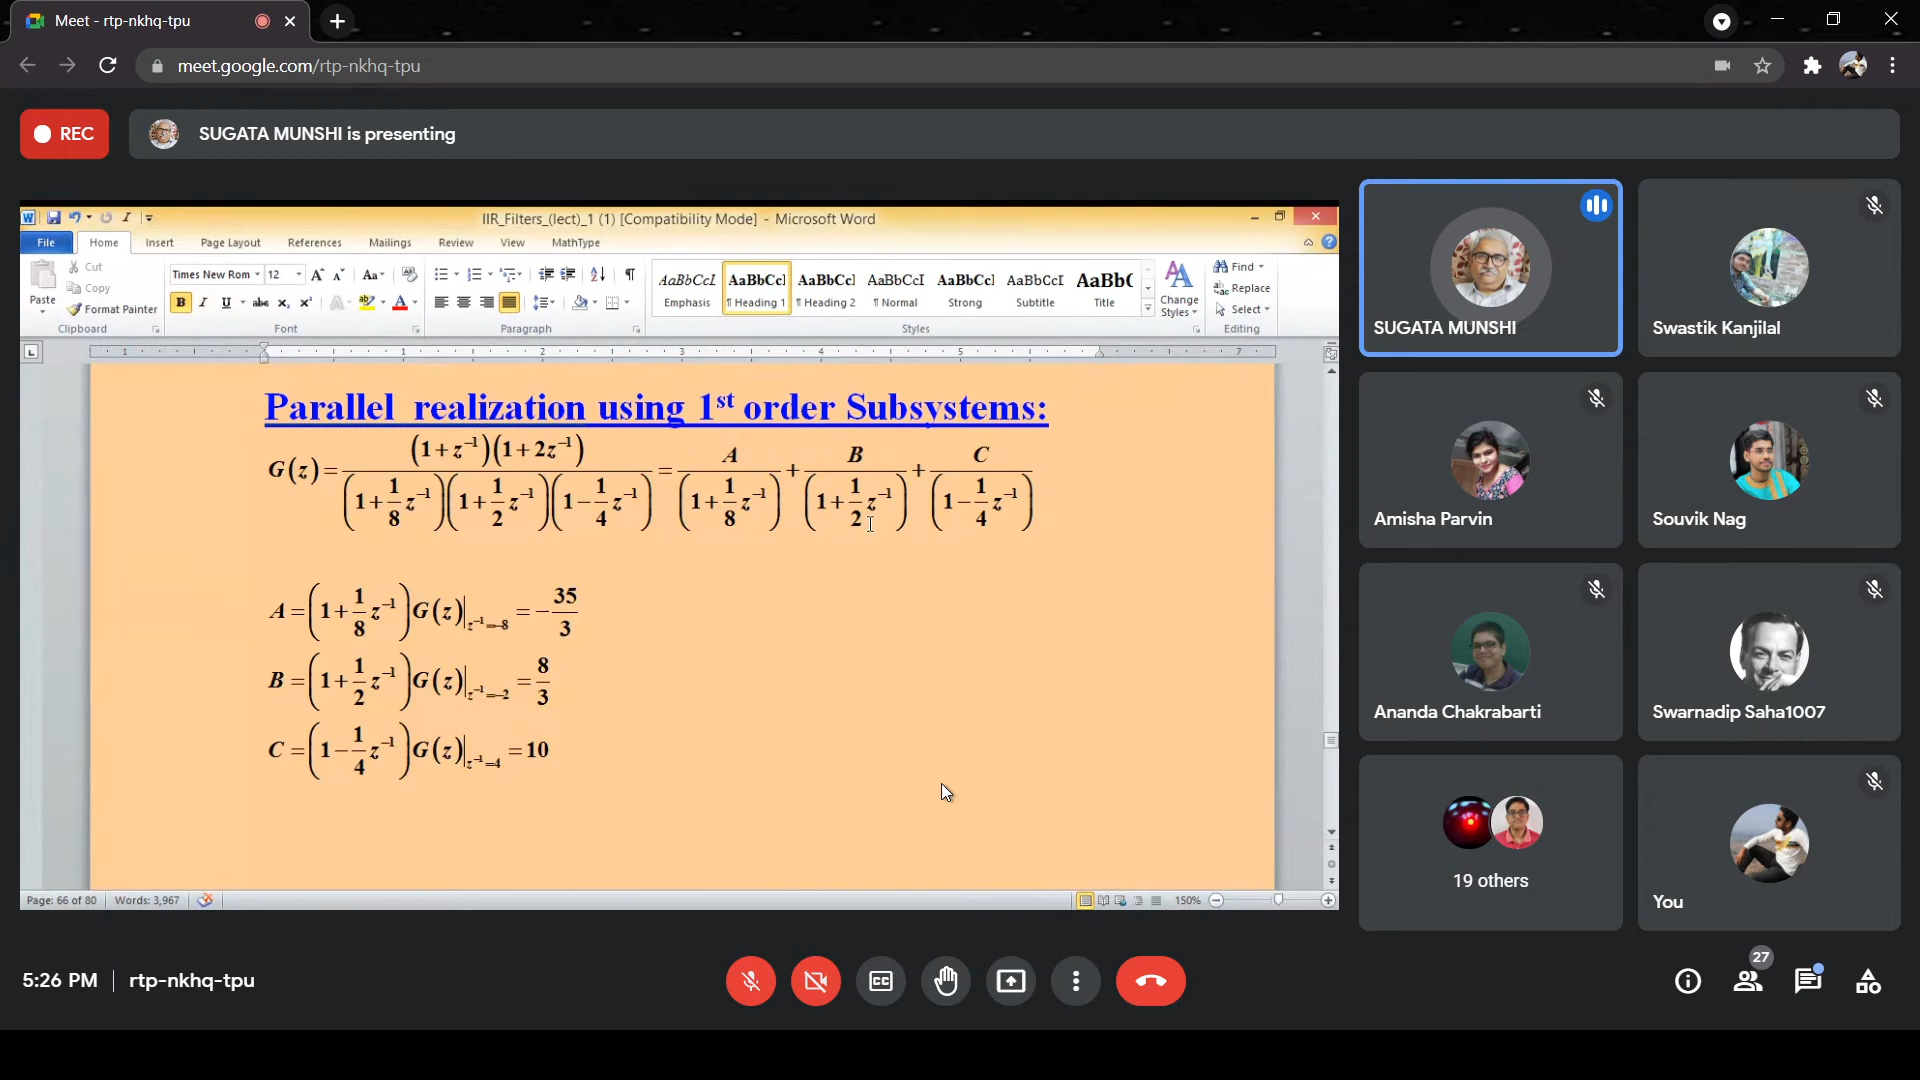 Meet - rtp-nkhq-tpu
meet.google.com/rtp-nkhq-tpu
REC
SUGATA MUNSHI is presenting
IIR_Filters_(lect)_1 (1) [Compatibility Mode] - Microsoft Word
File Home Insert Page Layout References Mailings Review View MathType
Paste
Cut
Copy
Format Painter
Clipboard
Times New Rom 12
Font
Paragraph
AaBbCcI AaBbCcI AaBbCcI AaBbCcI AaBbCcI AaBbCcI AaBb(
Emphasis ¶ Heading 1 ¶ Heading 2 ¶ Normal Strong Subtitle Title
Styles
Change Styles
Find
Replace
Select
Editing
1 1 2 3 4 5 7
Parallel realization using 1st order Subsystems:
G(z) = (1+z⁻¹)(1+2z⁻¹) / (1+1/8 z⁻¹)(1+1/2 z⁻¹)(1−1/4 z⁻¹) = A/(1+1/8 z⁻¹) + B/(1+1/2 z⁻¹) + C/(1−1/4 z⁻¹)
A = (1+1/8 z⁻¹)G(z)|z⁻¹=−8 = −35/3
B = (1+1/2 z⁻¹)G(z)|z⁻¹=−2 = 8/3
C = (1−1/4 z⁻¹)G(z)|z⁻¹=4 = 10
Page: 66 of 80 Words: 3,967
150%
SUGATA MUNSHI
Swastik Kanjilal
Amisha Parvin
Souvik Nag
Ananda Chakrabarti
Swarnadip Saha1007
19 others
You
5:26 PM | rtp-nkhq-tpu
27